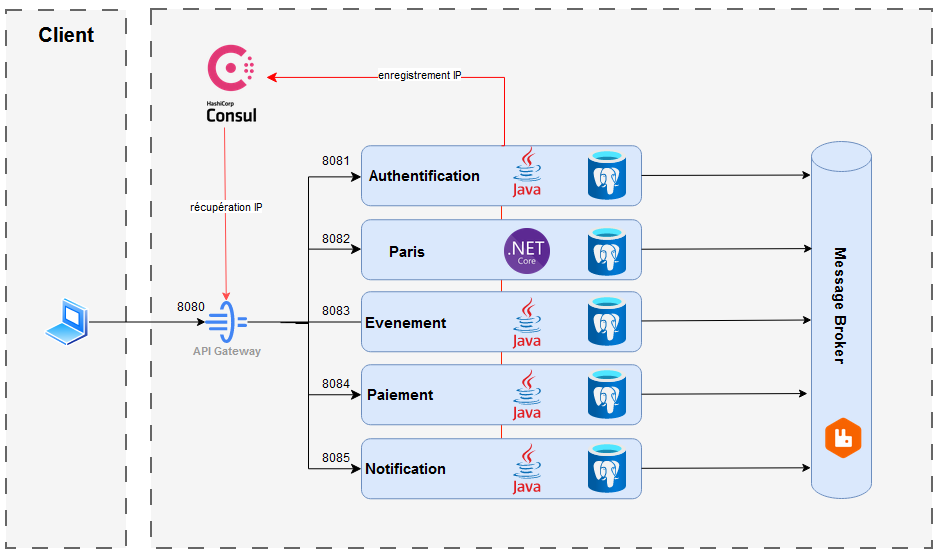 Client
HashiCorp
Consul
enregistrement IP
récupération IP
8080
API Gateway
8081
Authentification
Java
8082
Paris
.NET
Core
8083
Evenement
Java
8084
Paiement
Java
8085
Notification
Java
Message Broker